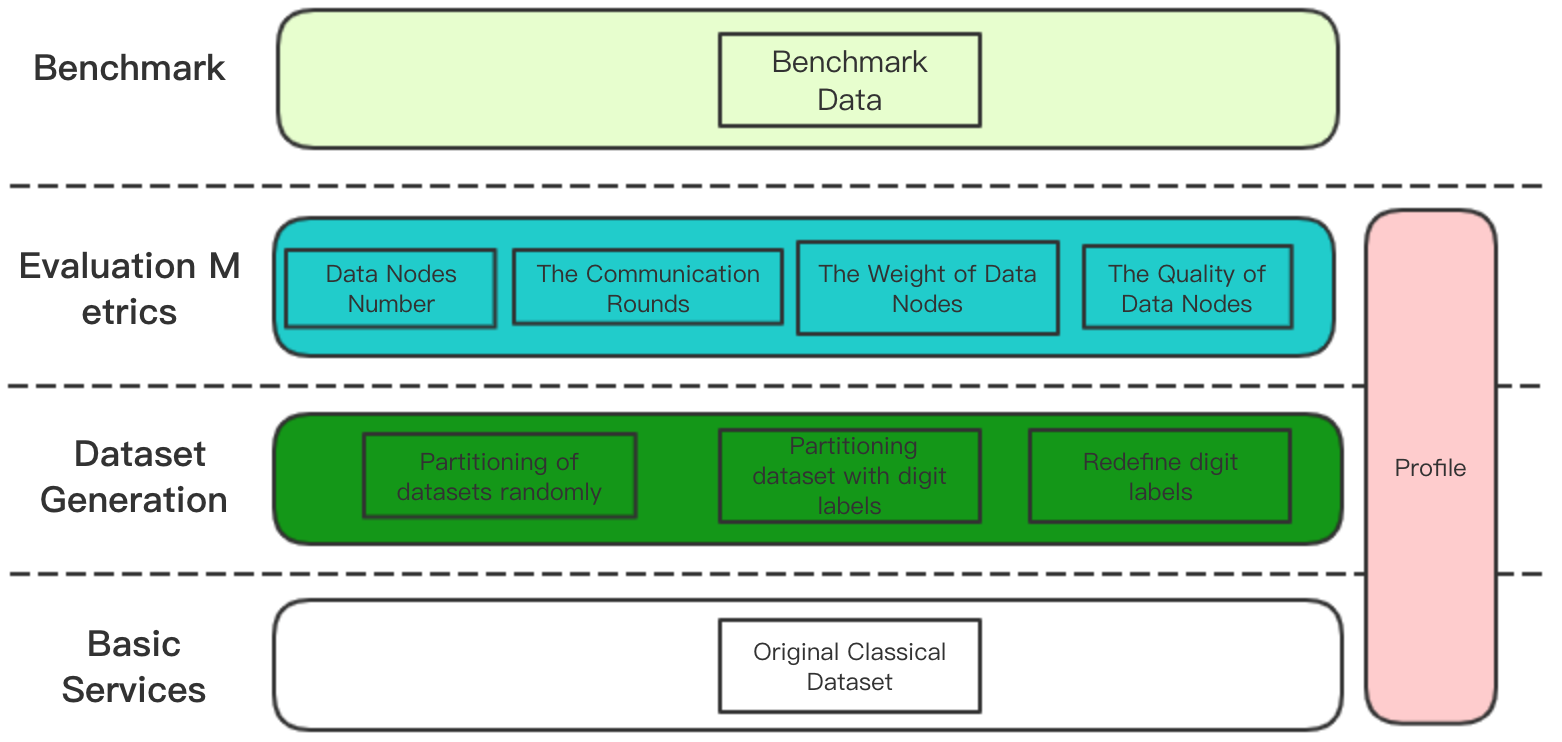 Benchmark
Benchmark
Data
Evaluation M
etrics
Data Nodes
Number
The Communication
Rounds
The Weight of Data
Nodes
The Quality of
Data Nodes
Dataset
Generation
Partitioning of
datasets randomly
Partitioning
dataset with digit
labels
Redefine digit
labels
Profile
Basic
Services
Original Classical
Dataset